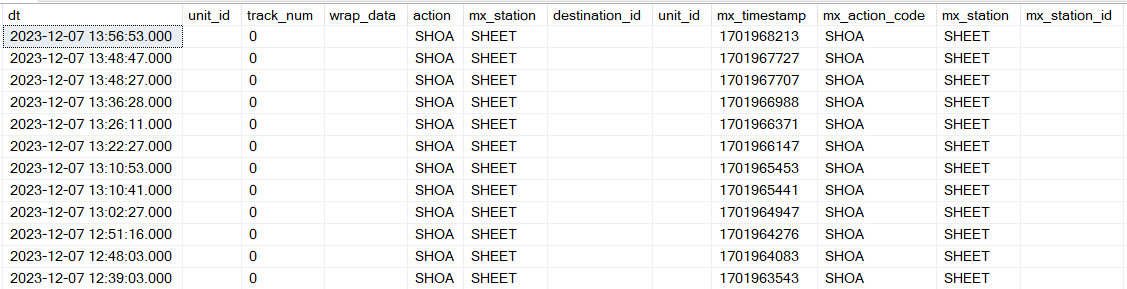 dt unit_id track_num wrap_data action mx_station destination_id unit_id mx_timestamp mx_action_code mx_station mx_station_id
2023-12-07 13:56:53.000 0 SHOA SHEET 1701968213 SHOA SHEET
2023-12-07 13:48:47.000 0 SHOA SHEET 1701967727 SHOA SHEET
2023-12-07 13:48:27.000 0 SHOA SHEET 1701967707 SHOA SHEET
2023-12-07 13:36:28.000 0 SHOA SHEET 1701966988 SHOA SHEET
2023-12-07 13:26:11.000 0 SHOA SHEET 1701966371 SHOA SHEET
2023-12-07 13:22:27.000 0 SHOA SHEET 1701966147 SHOA SHEET
2023-12-07 13:10:53.000 0 SHOA SHEET 1701965453 SHOA SHEET
2023-12-07 13:10:41.000 0 SHOA SHEET 1701965441 SHOA SHEET
2023-12-07 13:02:27.000 0 SHOA SHEET 1701964947 SHOA SHEET
2023-12-07 12:51:16.000 0 SHOA SHEET 1701964276 SHOA SHEET
2023-12-07 12:48:03.000 0 SHOA SHEET 1701964083 SHOA SHEET
2023-12-07 12:39:03.000 0 SHOA SHEET 1701963543 SHOA SHEET